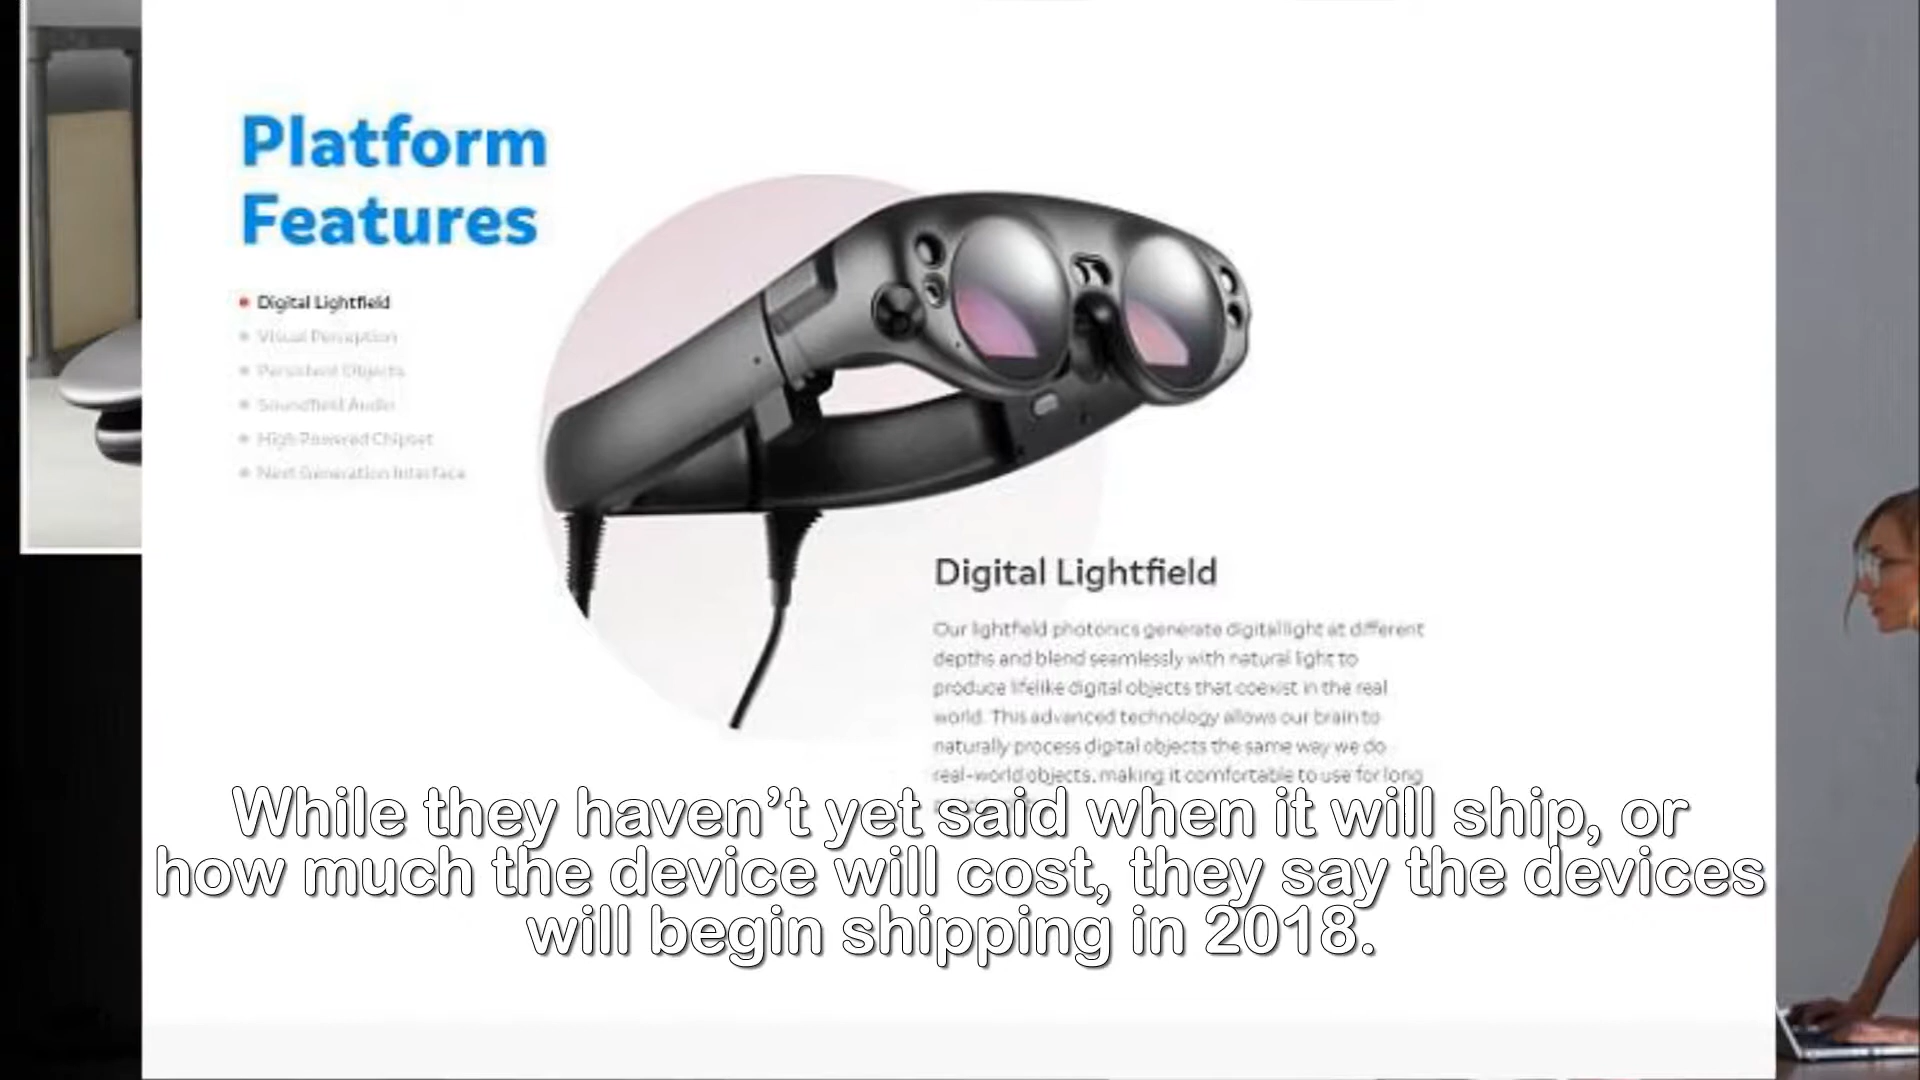 Platform
Features
Digital Lightfield
Visual Perception
Persistent Objects
Soundfield Audio
High Powered Chipset
Next Generation Interface
Digital Lightfield
Our lightfield photonics generate digital light at different
depths and blend seamlessly with natural light to
produce lifelike digital objects that coexist in the real
world. This advanced technology allows our brain to
naturally process digital objects the same way we do
real-world objects, making it comfortable to use for long
While they haven’t yet said when it will ship, or
how much the device will cost, they say the devices
will begin shipping in 2018.